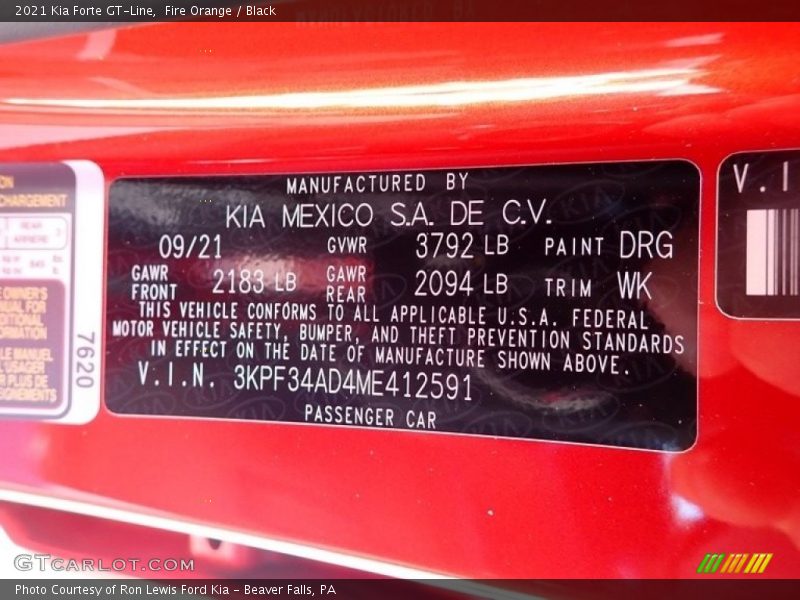 2021 Kia Forte GT-Line, Fire Orange / Black
MANUFACTURED BY
KIA MEXICO S.A. DE C.V.
09/21 GVWR 3792 LB PAINT DRG
GAWR FRONT 2183 LB GAWR REAR 2094 LB TRIM WK
THIS VEHICLE CONFORMS TO ALL APPLICABLE U.S.A. FEDERAL
MOTOR VEHICLE SAFETY, BUMPER, AND THEFT PREVENTION STANDARDS
IN EFFECT ON THE DATE OF MANUFACTURE SHOWN ABOVE.
V.I.N. 3KPF34AD4ME412591
PASSENGER CAR
7620
V.I
GTCARLOT.COM
Photo Courtesy of Ron Lewis Ford Kia - Beaver Falls, PA